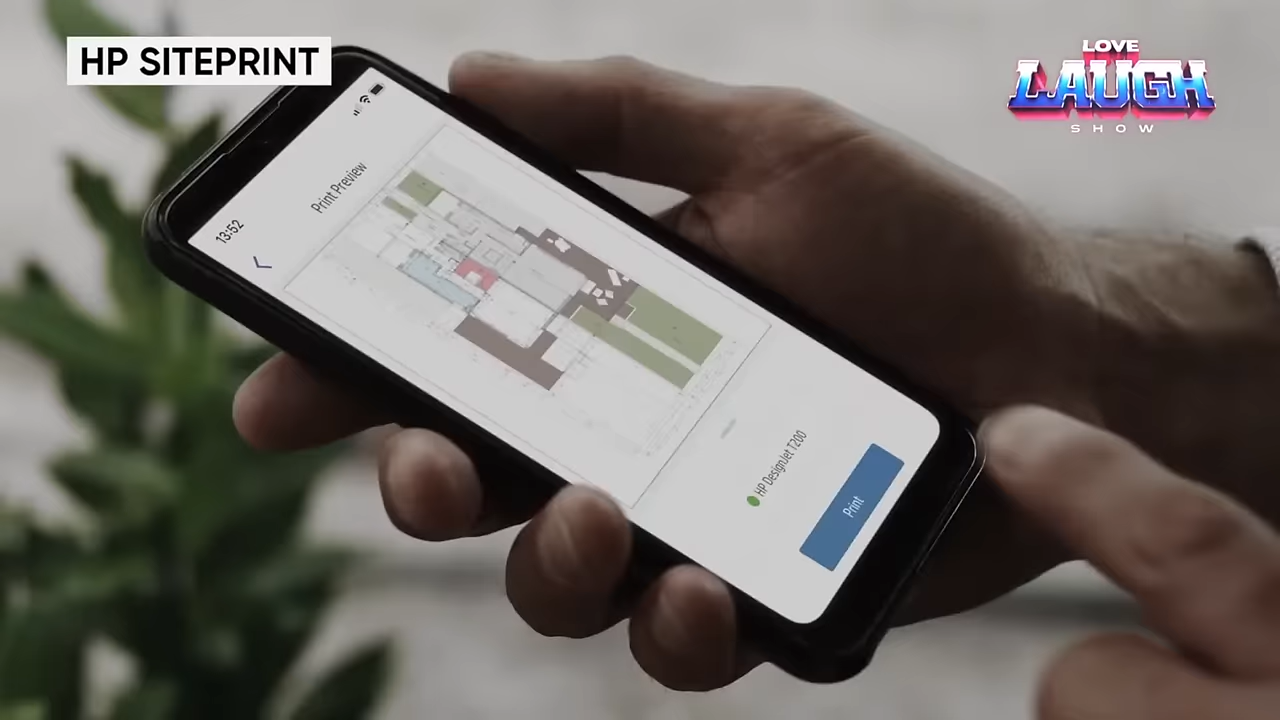 HP SITEPRINT
LOVE
LAUGH
SHOW
13:52
Print Preview
HP DesignJet T200
Print